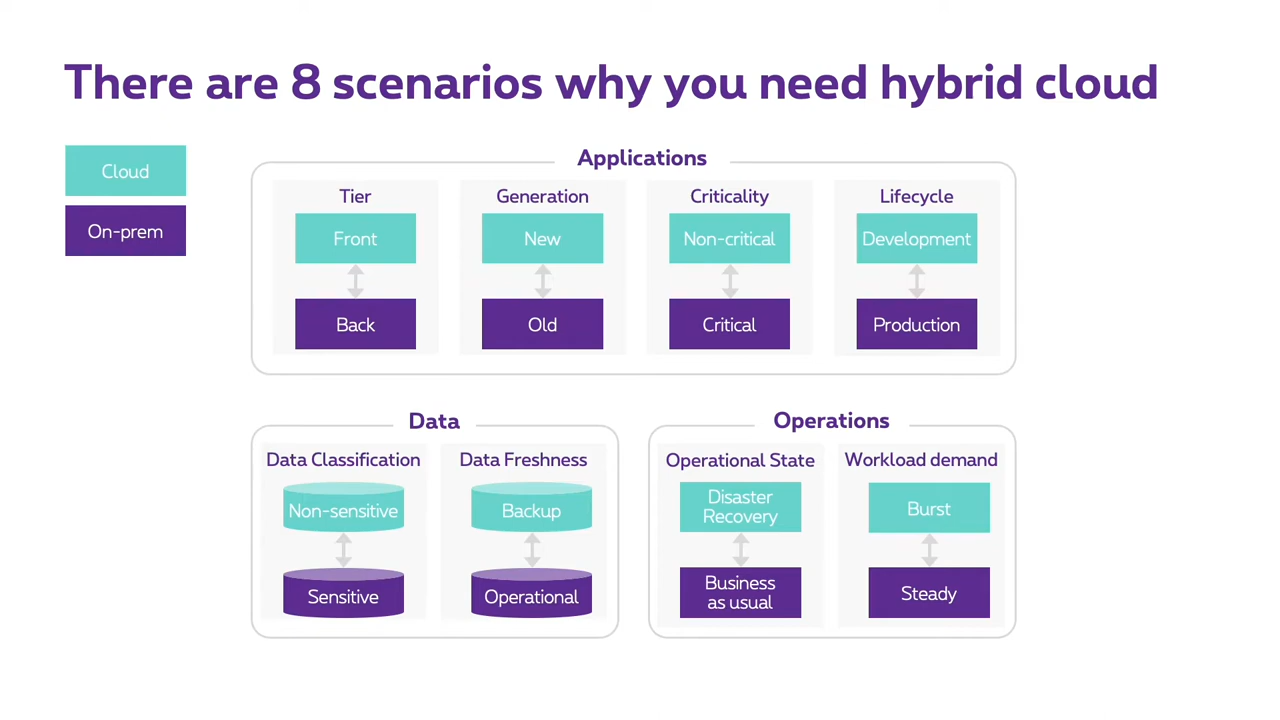 There are 8 scenarios why you need hybrid cloud
Cloud
On-prem
Applications
Tier
Front
Back
Generation
New
Old
Criticality
Non-critical
Critical
Lifecycle
Development
Production
Data
Data Classification
Non-sensitive
Sensitive
Data Freshness
Backup
Operational
Operations
Operational State
Disaster
Recovery
Business
as usual
Workload demand
Burst
Steady